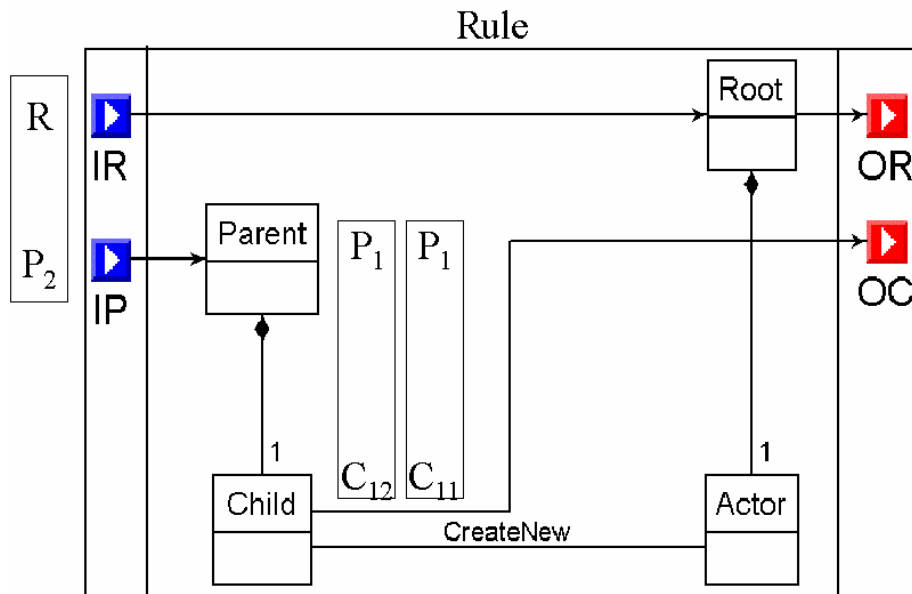 Rule
R
IR
Root
OR
P2
IP
Parent
P1 P1
OC
1
1
C12 C11
Child
Actor
CreateNew